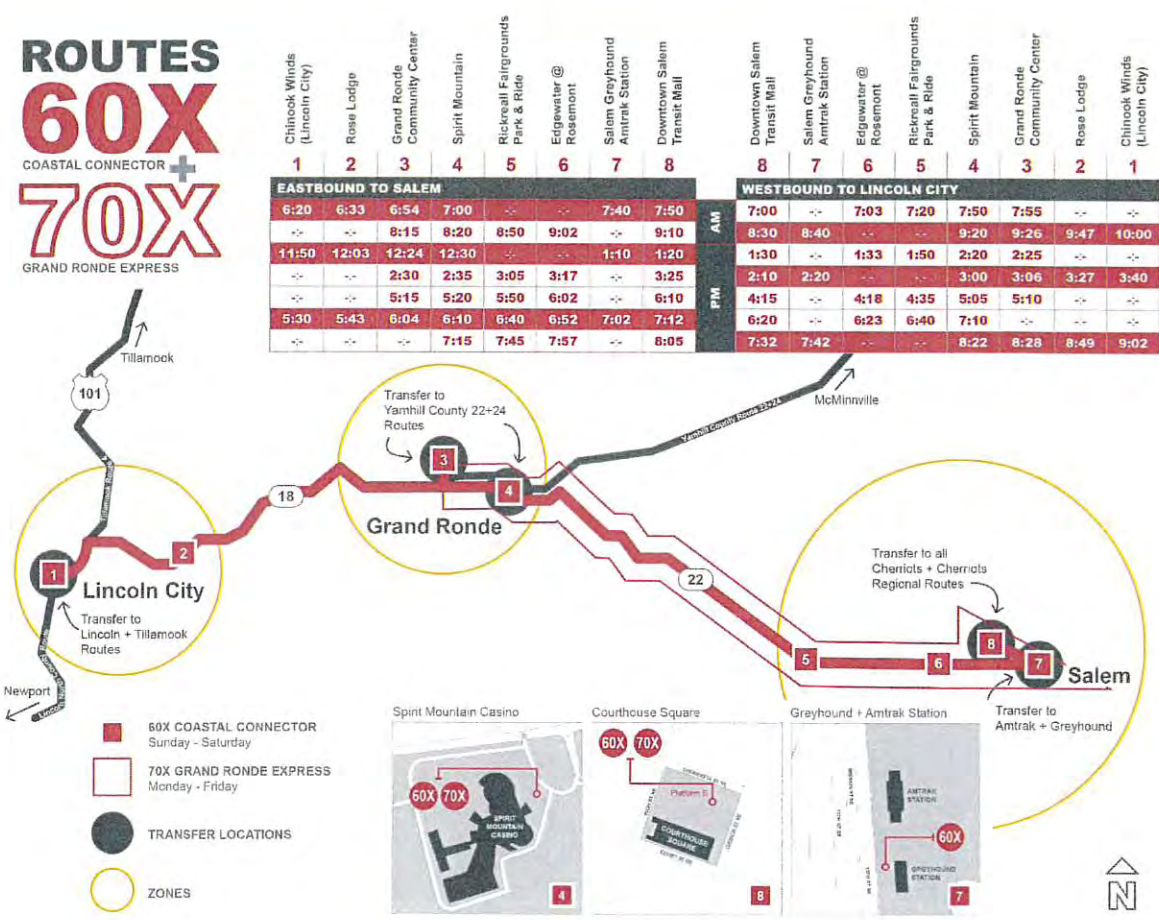 ROUTES
60X
COASTAL CONNECTOR +
70X
GRAND RONDE EXPRESS
Chinook Winds
(Lincoln City)
Rose Lodge
Grand Ronde
Community Center
Spirit Mountain
Rickreall Fairgrounds
Park & Ride
Edgewater @
Rosemont
Salem Greyhound
Amtrak Station
Downtown Salem
Transit Mall
1 2 3 4 5 6 7 8
EASTBOUND TO SALEM
6:20 6:33 6:54 7:00 -:- -:- 7:40 7:50
-:- -:- 8:15 8:20 8:50 9:02 -:- 9:10
11:50 12:03 12:24 12:30 -:- -:- 1:10 1:20
-:- -:- 2:30 2:35 3:05 3:17 -:- 3:25
-:- -:- 5:15 5:20 5:50 6:02 -:- 6:10
5:30 5:43 6:04 6:10 6:40 6:52 7:02 7:12
-:- -:- -:- 7:15 7:45 7:57 -:- 8:05
AM
PM
Downtown Salem
Transit Mall
Salem Greyhound
Amtrak Station
Edgewater @
Rosemont
Rickreall Fairgrounds
Park & Ride
Spirit Mountain
Grand Ronde
Community Center
Rose Lodge
Chinook Winds
(Lincoln City)
8 7 6 5 4 3 2 1
WESTBOUND TO LINCOLN CITY
7:00 -:- 7:03 7:20 7:50 7:55 -:- -:-
8:30 8:40 -:- -:- 9:20 9:26 9:47 10:00
1:30 -:- 1:33 1:50 2:20 2:25 -:- -:-
2:10 2:20 -:- -:- 3:00 3:06 3:27 3:40
4:15 -:- 4:18 4:35 5:05 5:10 -:- -:-
6:20 -:- 6:23 6:40 7:10 -:- -:- -:-
7:32 7:42 -:- -:- 8:22 8:28 8:49 9:02
Tillamook
101
Tillamook Route
Transfer to
Yamhill County 22+24
Routes
Yamhill County Route 22+24
McMinnville
3
4
18
Grand Ronde
2
1
Lincoln City
Transfer to
Lincoln + Tillamook
Routes
Newport
22
Transfer to all
Cherriots + Cherriots
Regional Routes
5
6
8
7
Salem
Transfer to
Amtrak + Greyhound
60X COASTAL CONNECTOR
Sunday - Saturday
70X GRAND RONDE EXPRESS
Monday - Friday
TRANSFER LOCATIONS
ZONES
Spirit Mountain Casino
60X 70X
SPIRIT
MOUNTAIN
CASINO
4
Courthouse Square
60X 70X
Platform E
COURTHOUSE
SQUARE
8
Greyhound + Amtrak Station
AMTRAK
STATION
60X
GREYHOUND
STATION
7
N